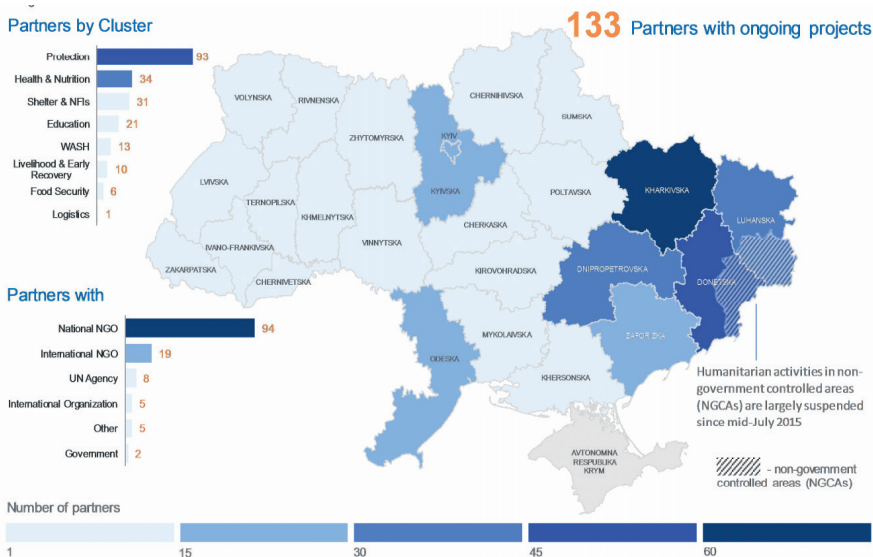 Partners by Cluster
133 Partners with ongoing projects
Protection 93
Health & Nutrition 34
Shelter & NFIs 31
Education 21
WASH 13
Livelihood & Early
Recovery 10
Food Security 6
Logistics 1
Partners with
National NGO 94
International NGO 19
UN Agency 8
International Organization 5
Other 5
Government 2
VOLYNSKA
RIVNENSKA
ZHYTOMYRSKA
KYIV
KYIVSKA
CHERNIHIVSKA
SUMSKA
LVIVSKA
TERNOPILSKA
KHMELNYTSKA
VINNYTSKA
CHERKASKA
POLTAVSKA
KHARKIVSKA
LUHANSKA
IVANO-FRANKIVSKA
ZAKARPATSKA
CHERNIVETSKA
KIROVOHRADSKA
DNIPROPETROVSKA
DONETSKA
ODESKA
MYKOLAIVSKA
ZAPORIZKA
KHERSONSKA
AVTONOMNA
RESPUBLIKA
KRYM
Humanitarian activities in non-
government controlled areas
(NGCAs) are largely suspended
since mid-July 2015
- non-government
controlled areas (NGCAs)
Number of partners
1 15 30 45 60